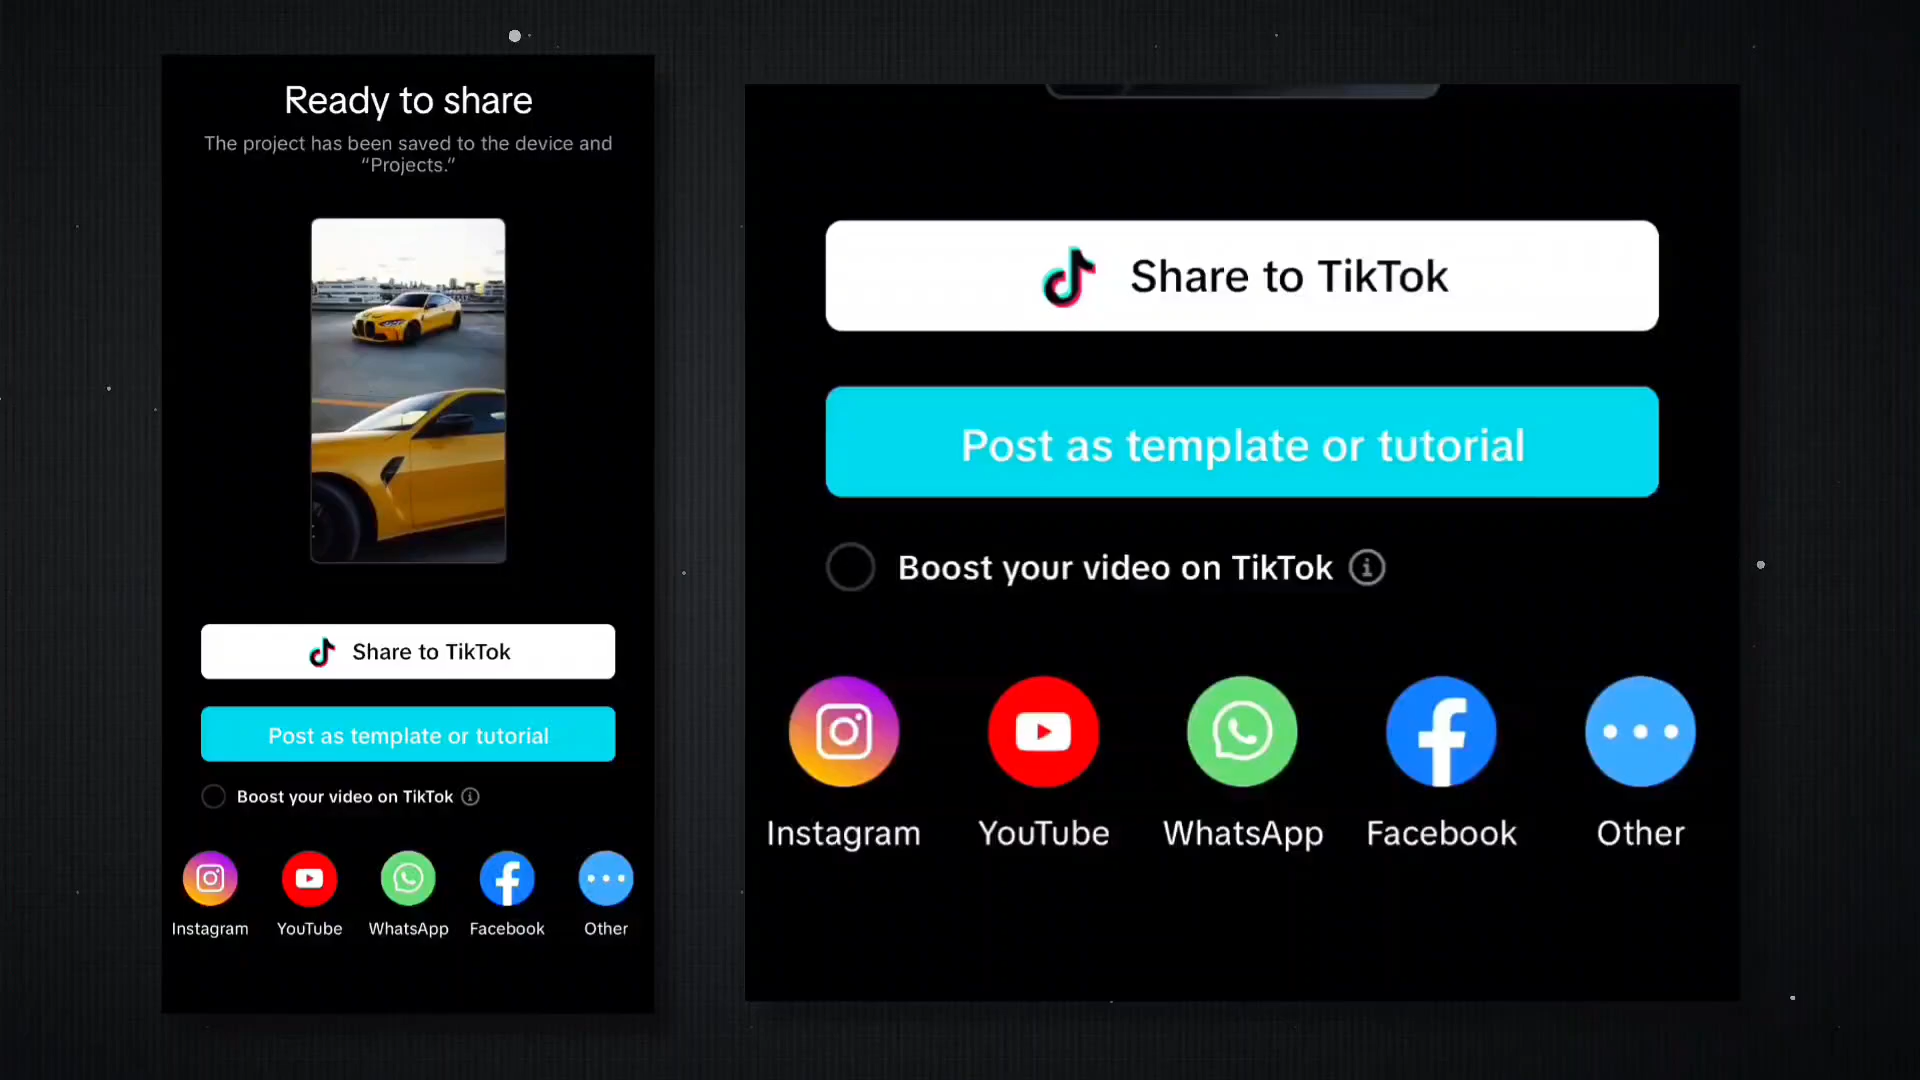 Ready to share
The project has been saved to the device and
“Projects.”
Share to TikTok
Post as template or tutorial
Boost your video on TikTok
Instagram YouTube WhatsApp Facebook Other
Share to TikTok
Post as template or tutorial
Boost your video on TikTok
Instagram YouTube WhatsApp Facebook Other